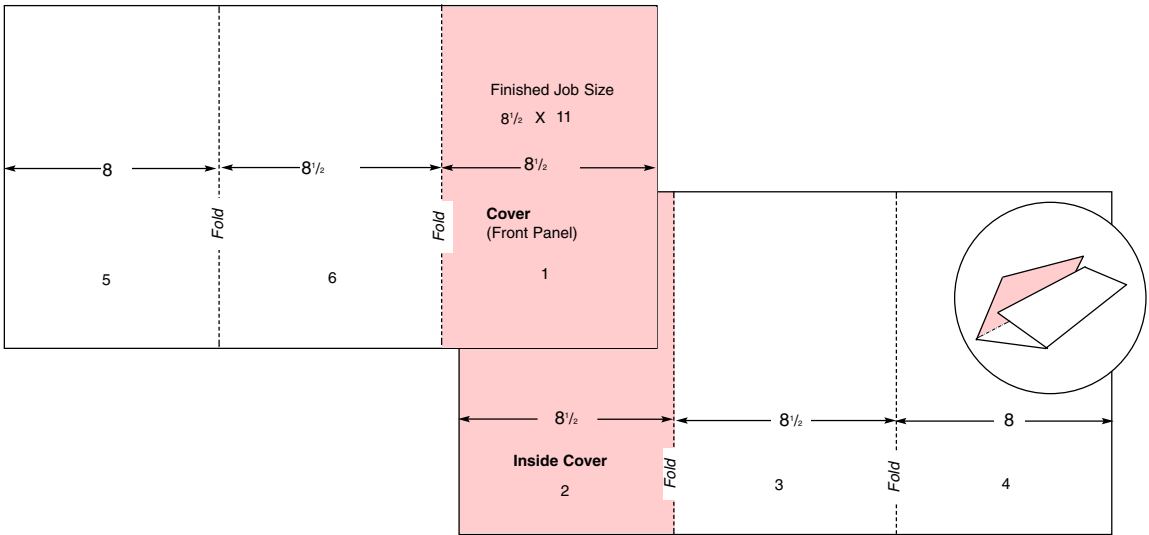 Finished Job Size
8½ X 11
8
8½
8½
Fold
Fold
Cover
(Front Panel)
5
6
1
8½
8½
8
Inside Cover
Fold
Fold
2
3
4